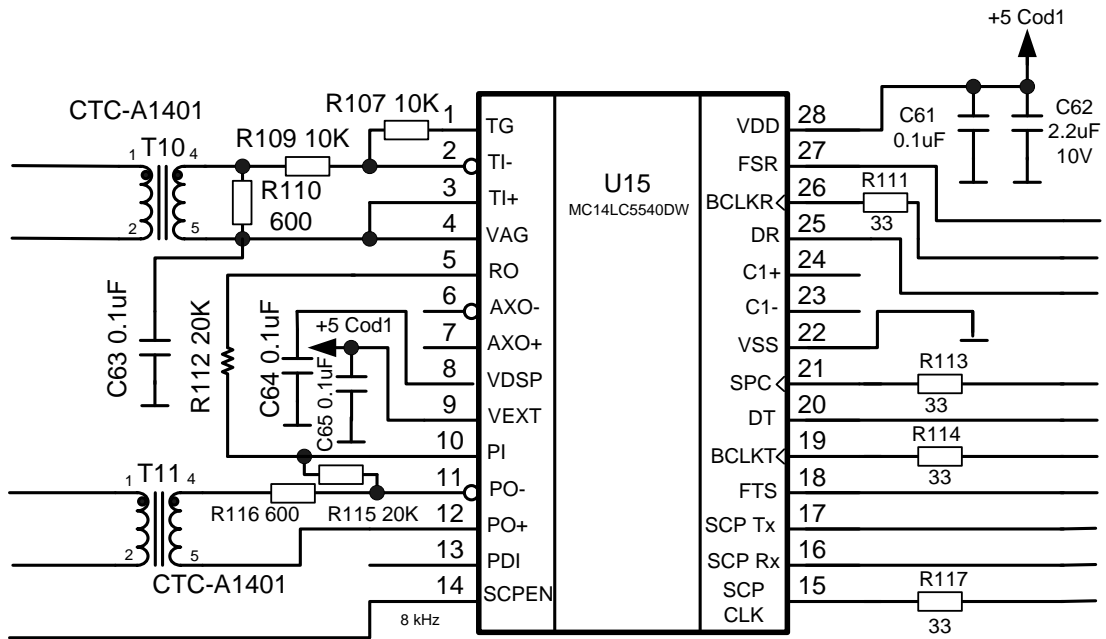 +5 Cod1
CTC-A1401
R107 10K
R109 10K
T10
1
4
2
5
R110
600
C63 0.1uF
R112 20K
C64 0.1uF
+5 Cod1
C65 0.1uF
T11
1
4
2
5
R116 600
R115 20K
CTC-A1401
8 kHz
1
TG
2
TI-
3
TI+
4
VAG
5
RO
6
AXO-
7
AXO+
8
VDSP
9
VEXT
10
PI
11
PO-
12
PO+
13
PDI
14
SCPEN
U15
MC14LC5540DW
VDD
28
FSR
27
BCLKR
26
DR
25
C1+
24
C1-
23
VSS
22
SPC
21
DT
20
BCLKT
19
FTS
18
SCP Tx
17
SCP Rx
16
SCP
CLK
15
C61
0.1uF
C62
2.2uF
10V
R111
33
R113
33
R114
33
R117
33